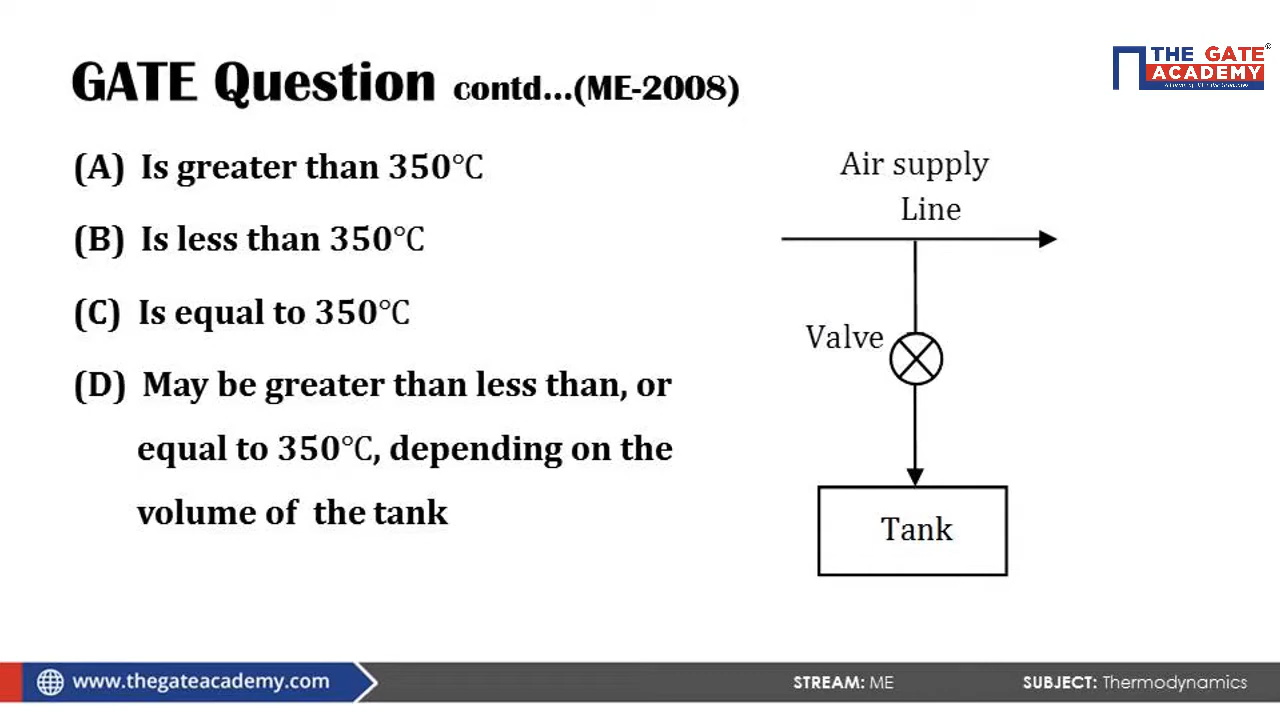 GATE Question contd...(ME-2008)
THE GATE
ACADEMY
(A) Is greater than 350°C
(B) Is less than 350°C
(C) Is equal to 350°C
(D) May be greater than less than, or
equal to 350°C, depending on the
volume of the tank
Air supply
Line
Valve
Tank
www.thegateacademy.com
STREAM: ME
SUBJECT: Thermodynamics